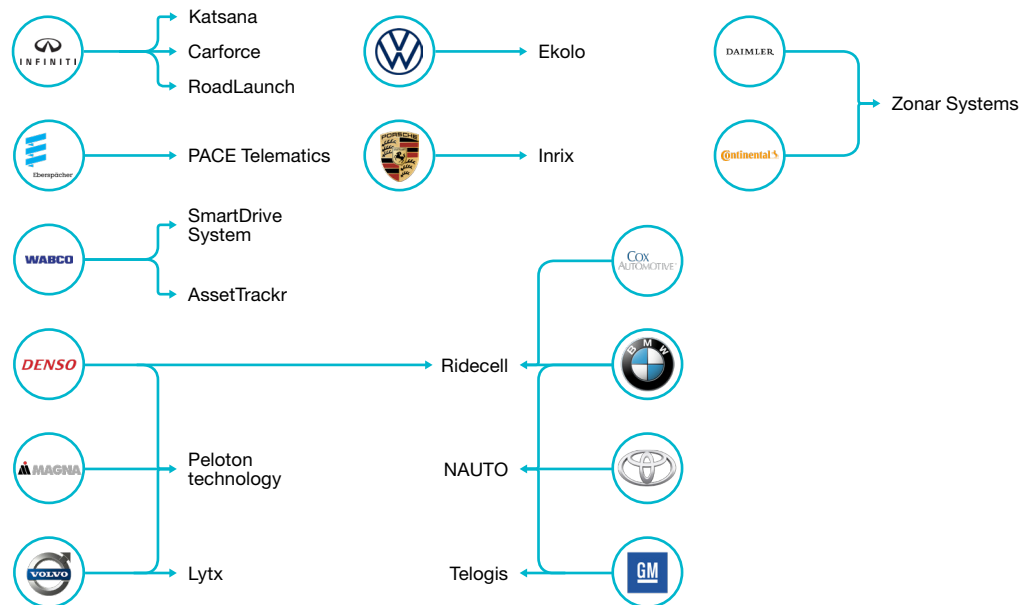 Katsana
INFINITI
Carforce
RoadLaunch
Ekolo
DAIMLER
Zonar Systems
Eberspächer
PACE Telematics
PORSCHE
Inrix
Continental
WABCO
SmartDrive
System
AssetTrackr
COX
AUTOMOTIVE
DENSO
Ridecell
BMW
MAGNA
Peloton
technology
NAUTO
VOLVO
Lytx
Telogis
GM